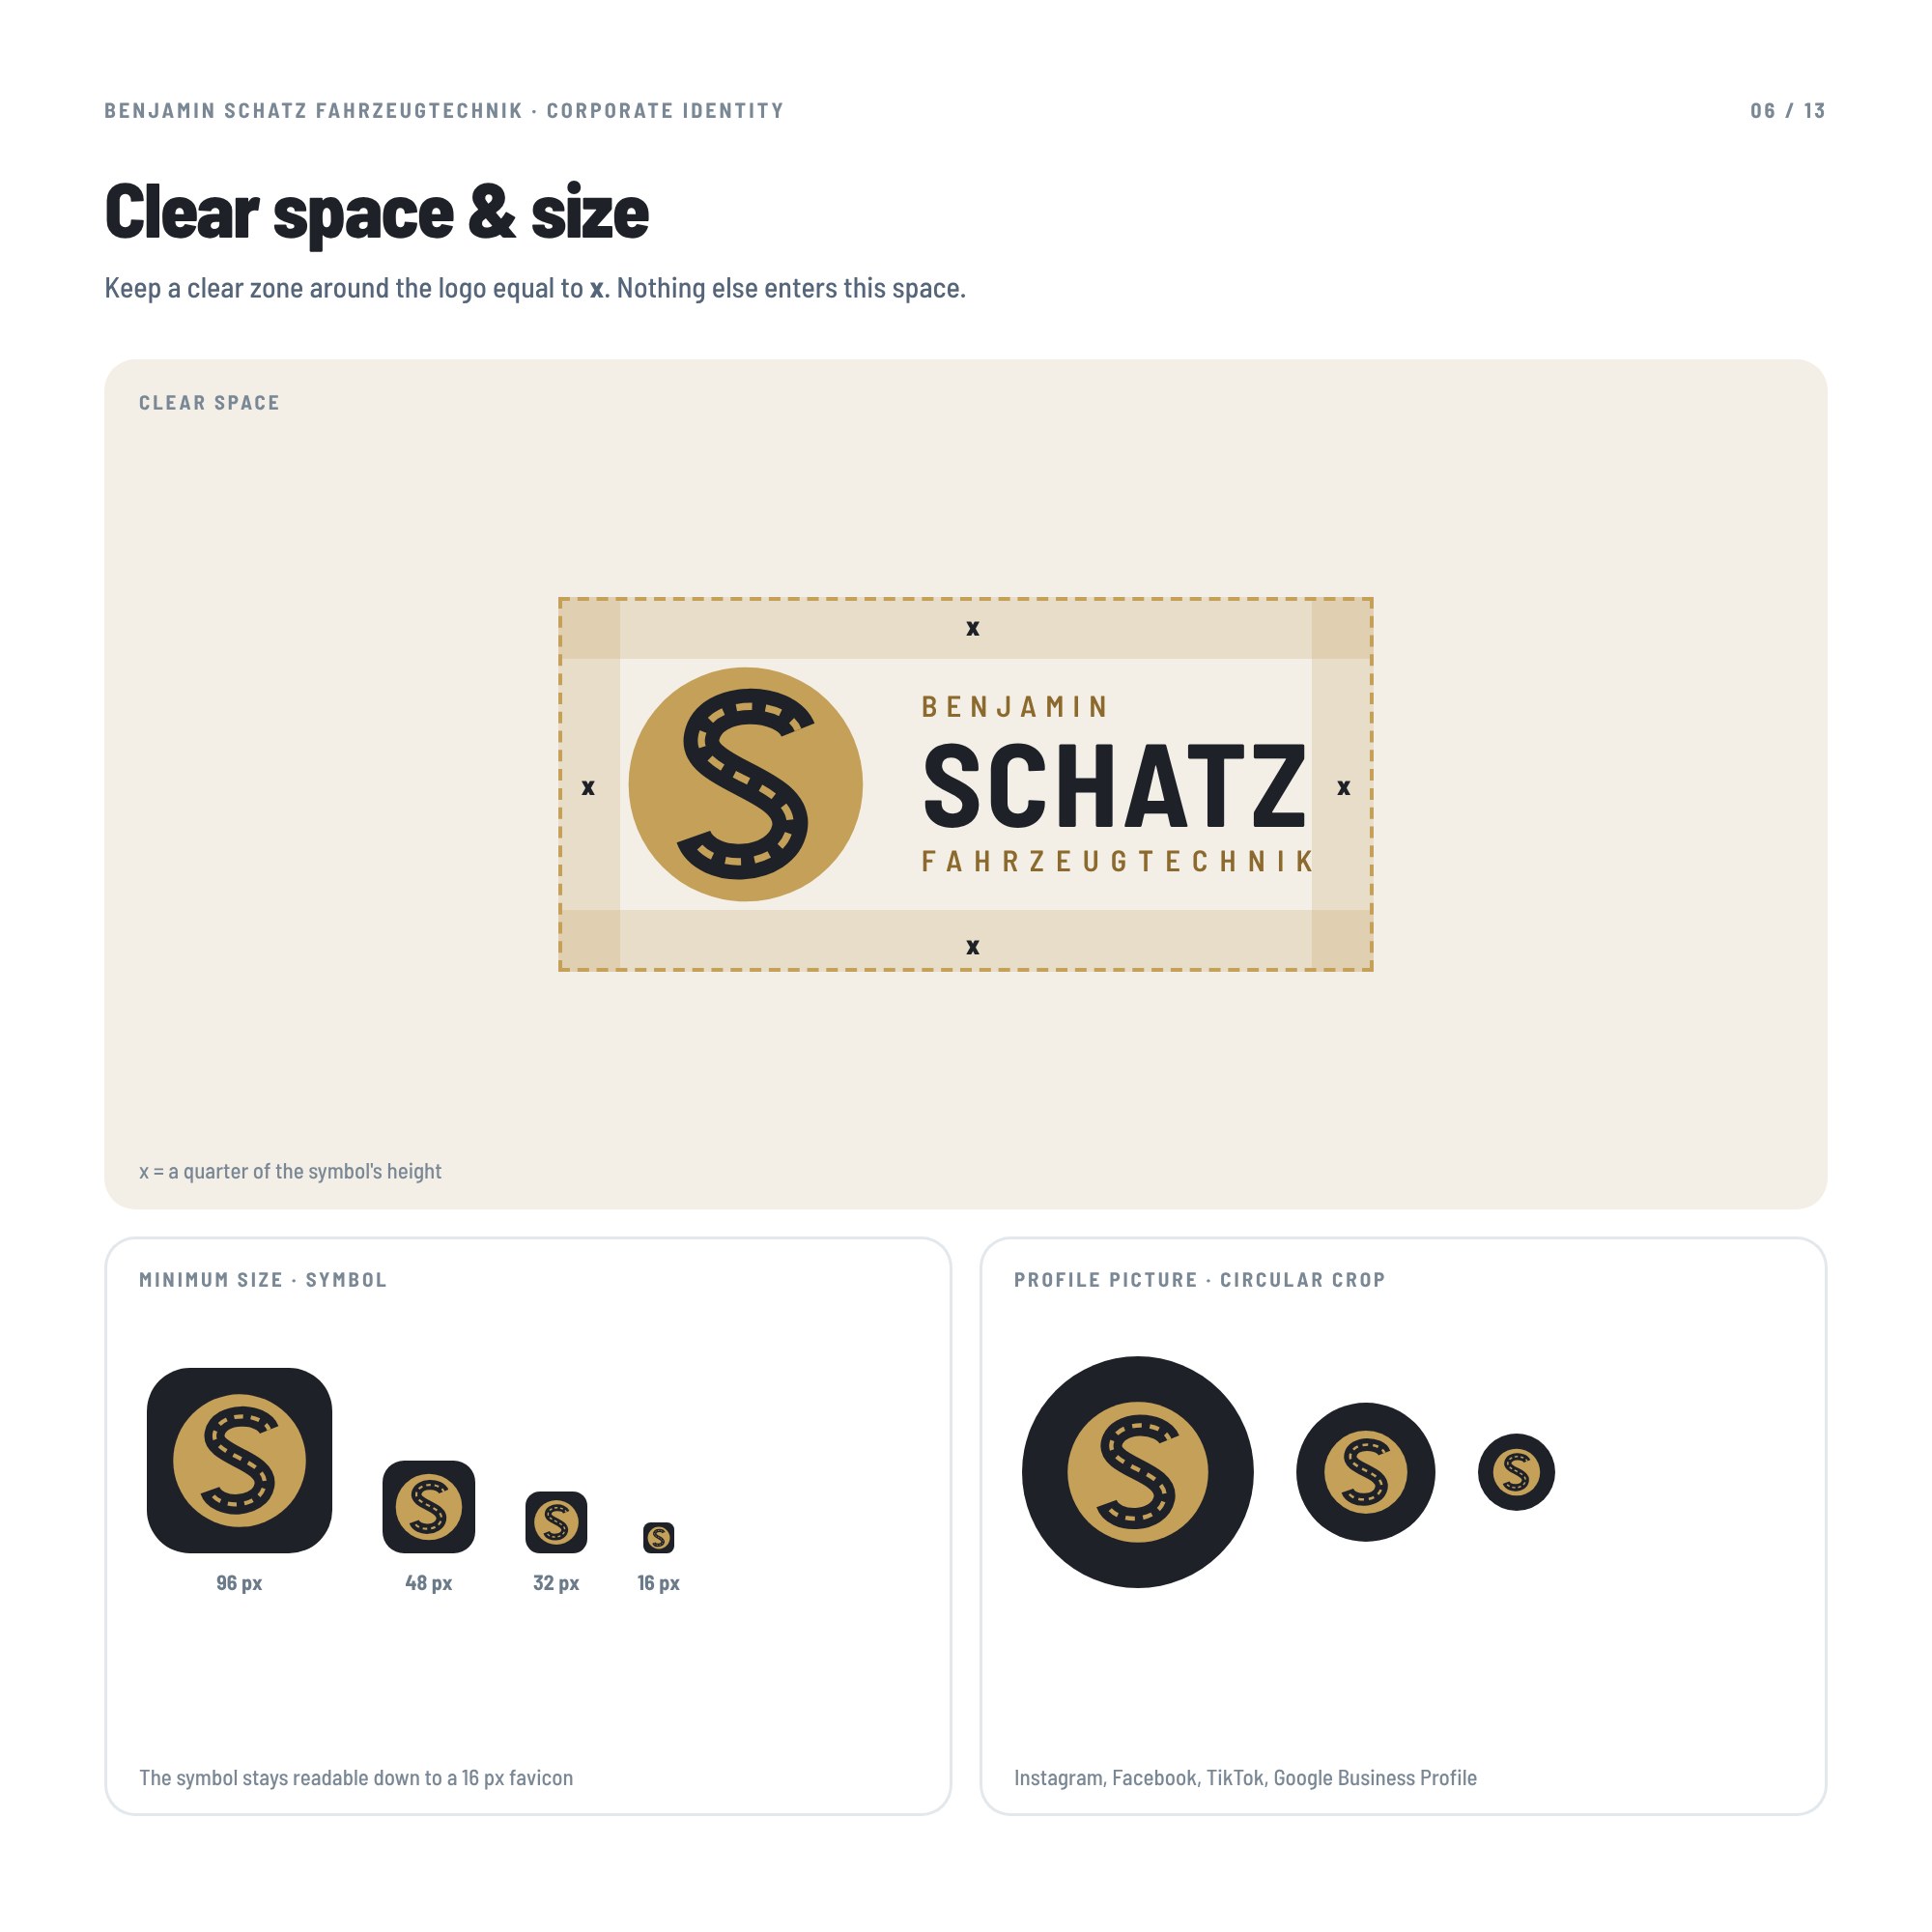 BENJAMIN SCHATZ FAHRZEUGTECHNIK · CORPORATE IDENTITY
06 / 13
Clear space & size
Keep a clear zone around the logo equal to x. Nothing else enters this space.
CLEAR SPACE
x
BENJAMIN
x
SCHATZ
x
FAHRZEUGTECHNIK
x
x = a quarter of the symbol's height
MINIMUM SIZE · SYMBOL
96 px
48 px
32 px
16 px
The symbol stays readable down to a 16 px favicon
PROFILE PICTURE · CIRCULAR CROP
Instagram, Facebook, TikTok, Google Business Profile